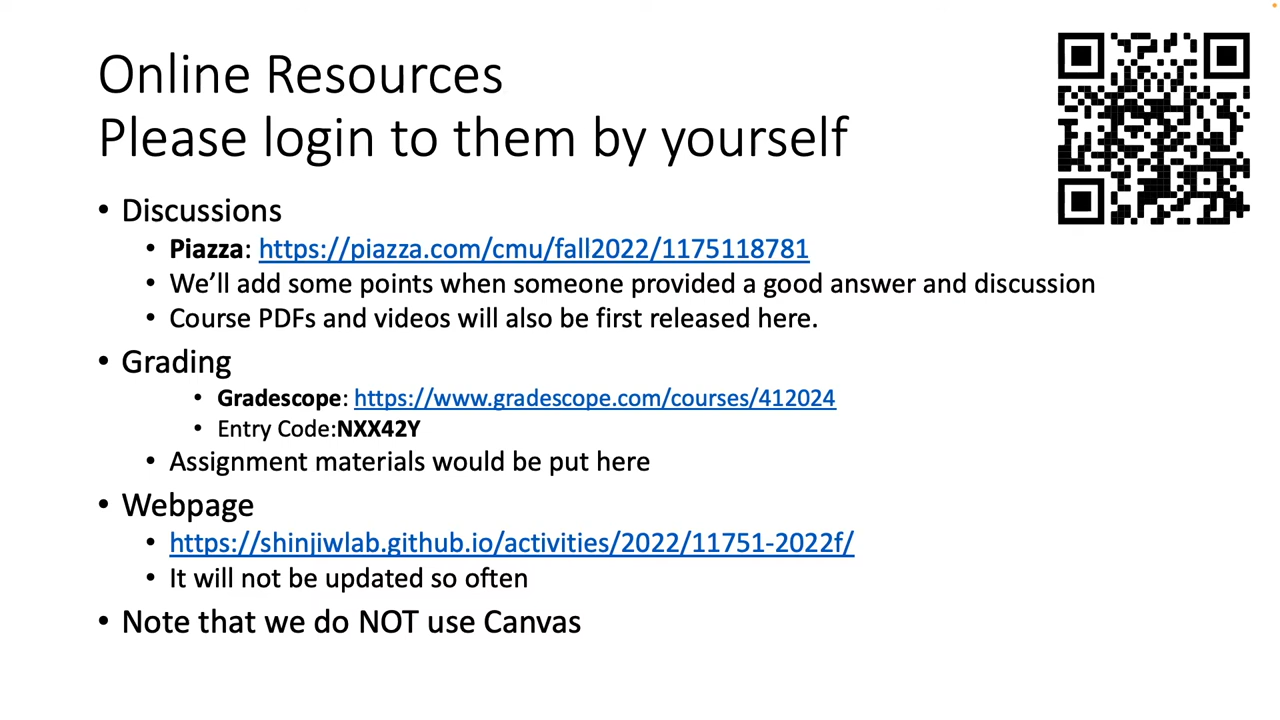 Online Resources
Please login to them by yourself
• Discussions
• Piazza: https://piazza.com/cmu/fall2022/1175118781
• We’ll add some points when someone provided a good answer and discussion
• Course PDFs and videos will also be first released here.
• Grading
• Gradescope: https://www.gradescope.com/courses/412024
• Entry Code:NXX42Y
• Assignment materials would be put here
• Webpage
• https://shinjiwlab.github.io/activities/2022/11751-2022f/
• It will not be updated so often
• Note that we do NOT use Canvas